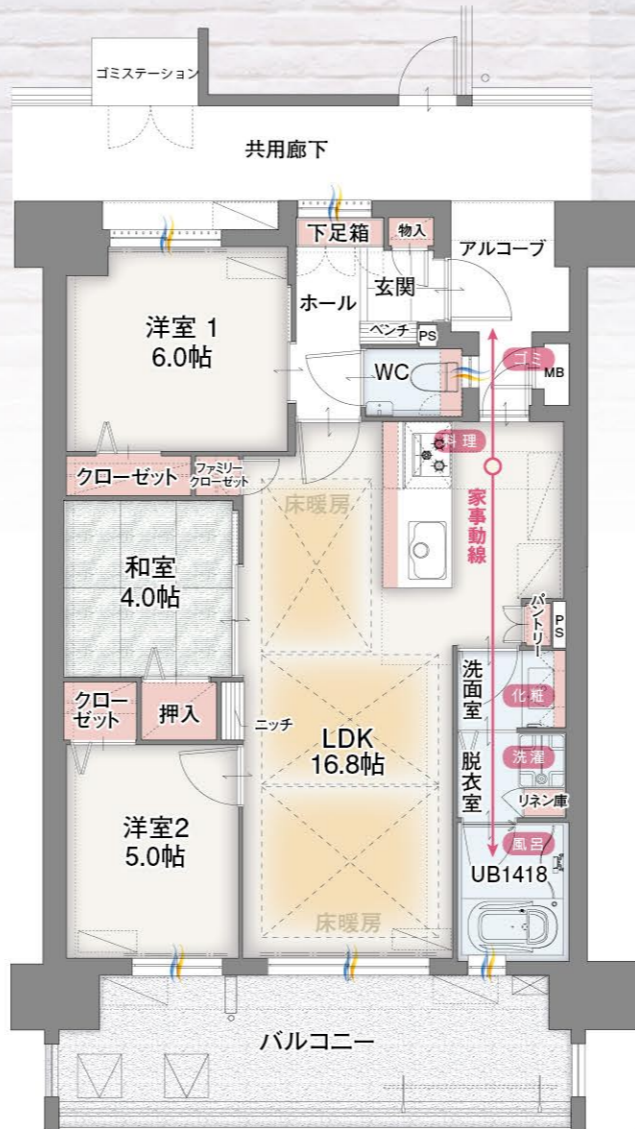 ゴミステーション
共用廊下
下足箱
物入
アルコーブ
玄関
ホール
ベンチ
PS
洋室 1
6.0帖
WC
ゴミ
MB
料理
クローゼット
ファミリー
クローゼット
床暖房
家事動線
和室
4.0帖
パントリー
PS
洗面室
化粧
クロー
ゼット
押入
ニッチ
LDK
16.8帖
脱衣室
洗濯
リネン庫
洋室2
5.0帖
風呂
UB1418
床暖房
バルコニー